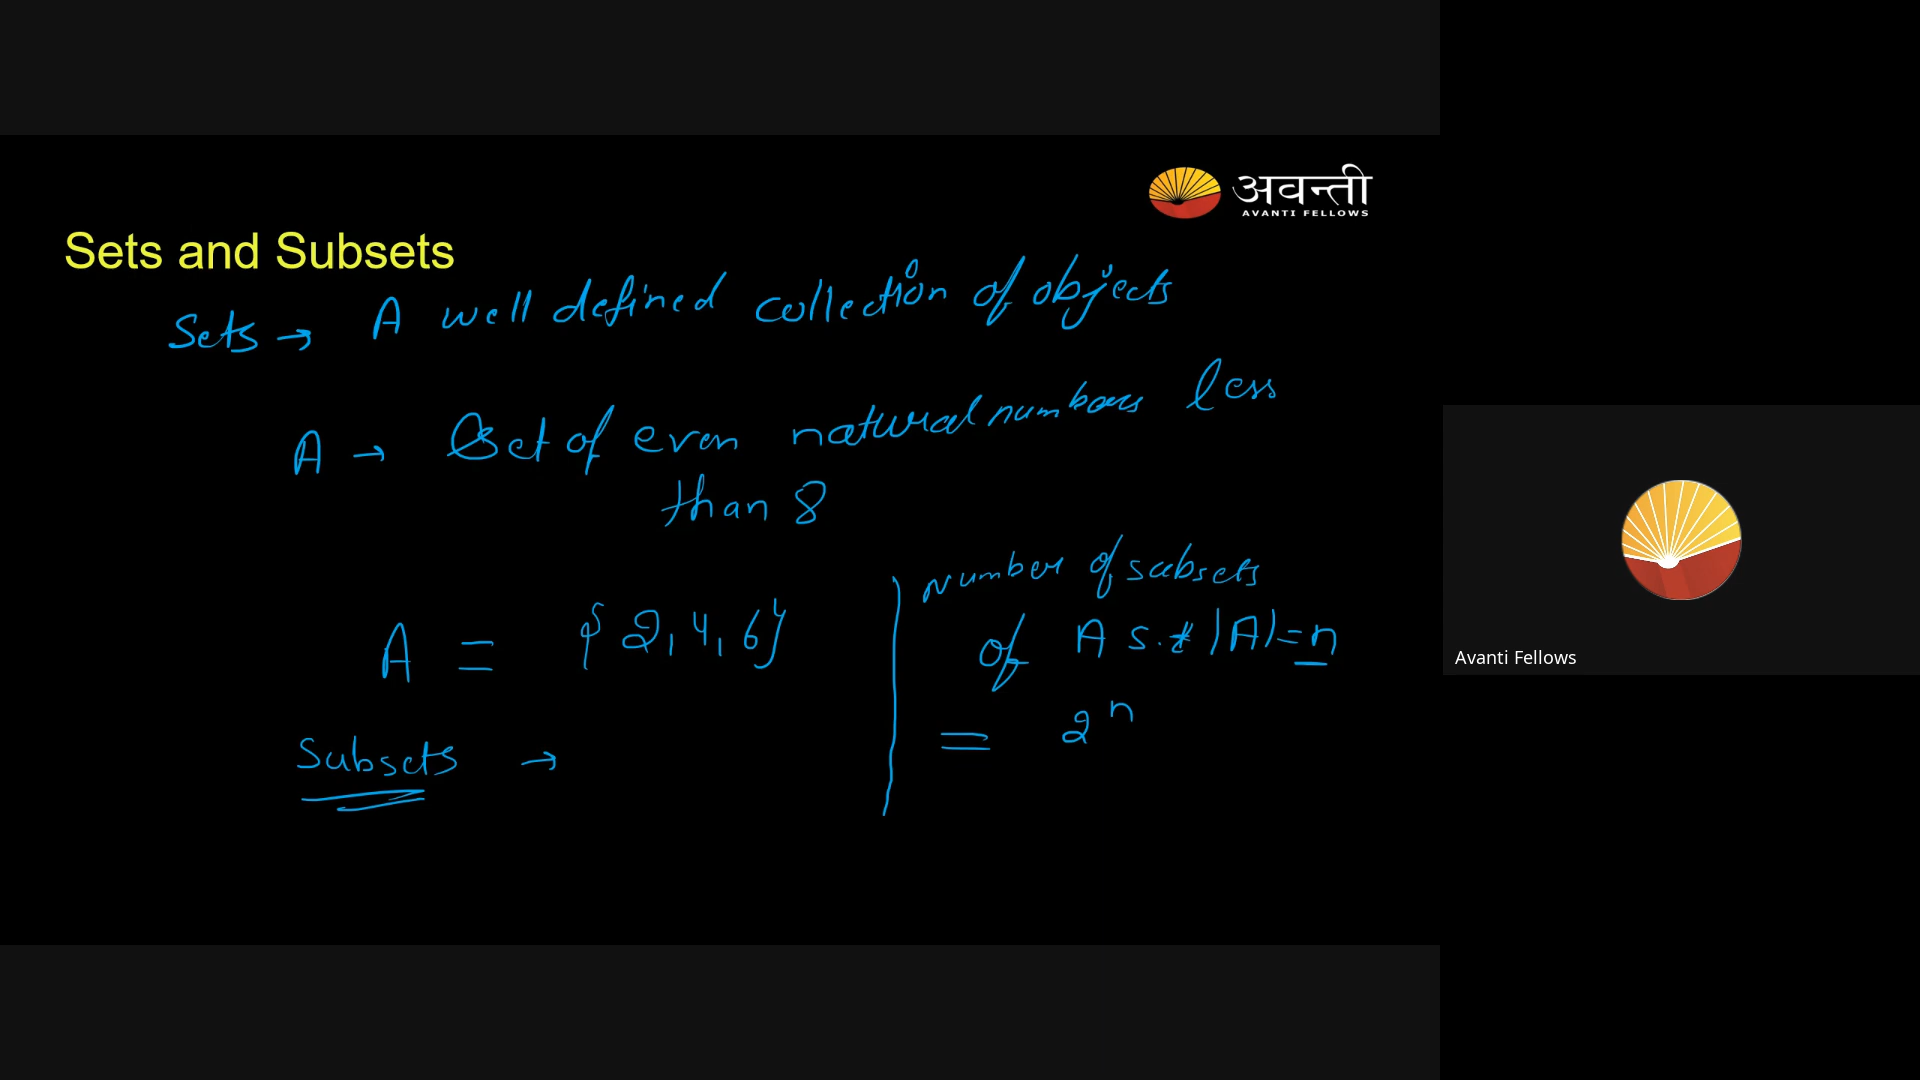 अवन्ती
AVANTI FELLOWS
Sets and Subsets
Sets → A well defined collection of objects
A → Set of even natural numbers less
than 8
A = {2, 4, 6}
Subsets →
Number of subsets
of A s.t |A| = n
= 2ⁿ
Avanti Fellows